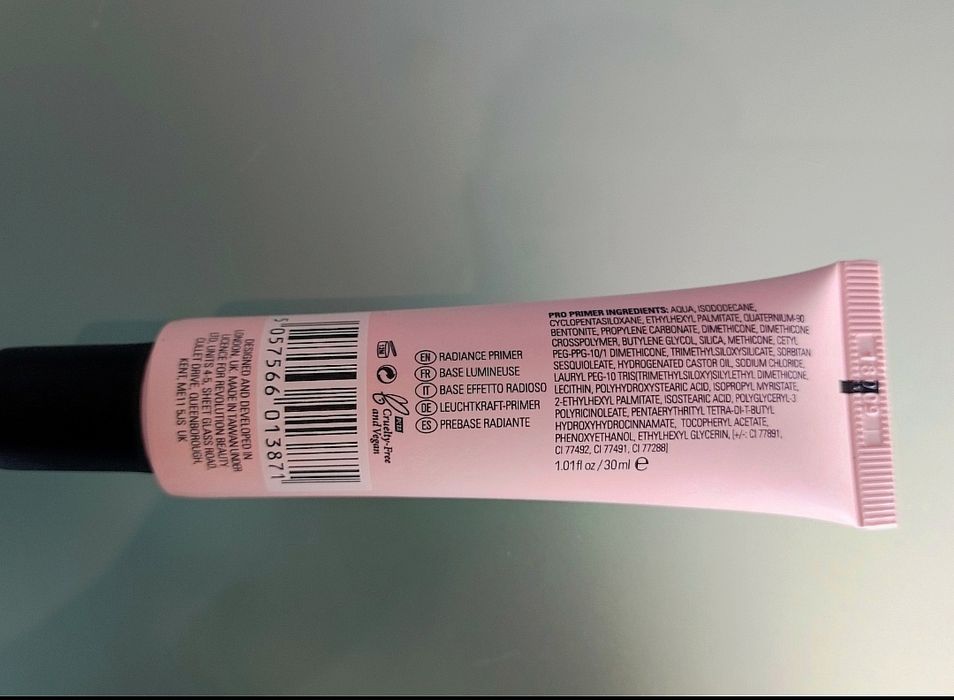 DESIGNED AND DEVELOPED IN
LONDON, UK. MADE IN TAIWAN UNDER
LICENCE FOR REVOLUTION BEAUTY
LTD, UNITS 4, 5, SHEET GLASS ROAD,
CULLET DRIVE, QUEENBOROUGH,
KENT, ME11 5JS UK
5 057566 013871
12M
PRO
Cruelty-Free
and Vegan
EN RADIANCE PRIMER
FR BASE LUMINEUSE
IT BASE EFFETTO RADIOSO
DE LEUCHTKRAFT-PRIMER
ES PREBASE RADIANTE
PRO PRIMER INGREDIENTS: AQUA, ISODODECANE,
CYCLOPENTASILOXANE, ETHYLHEXYL PALMITATE, QUATERNIUM-90
BENTONITE, PROPYLENE CARBONATE, DIMETHICONE, DIMETHICONE
CROSSPOLYMER, BUTYLENE GLYCOL, SILICA, METHICONE, CETYL
PEG-PPG-10/1 DIMETHICONE, TRIMETHYLSILOXYSILICATE, SORBITAN
SESQUIOLEATE, HYDROGENATED CASTOR OIL, SODIUM CHLORIDE,
LAURYL PEG-10 TRIS(TRIMETHYLSILOXY)SILYLETHYL DIMETHICONE,
LECITHIN, POLYHYDROXYSTEARIC ACID, ISOPROPYL MYRISTATE,
2-ETHYLHEXYL PALMITATE, ISOSTEARIC ACID, POLYGLYCERYL-3
POLYRICINOLEATE, PENTAERYTHRITYL TETRA-DI-T-BUTYL
HYDROXYHYDROCINNAMATE, TOCOPHERYL ACETATE,
PHENOXYETHANOL, ETHYLHEXYL GLYCERIN, [+/-: CI 77891,
CI 77492, CI 77491, CI 77288]
1.01 fl oz / 30 ml ℮